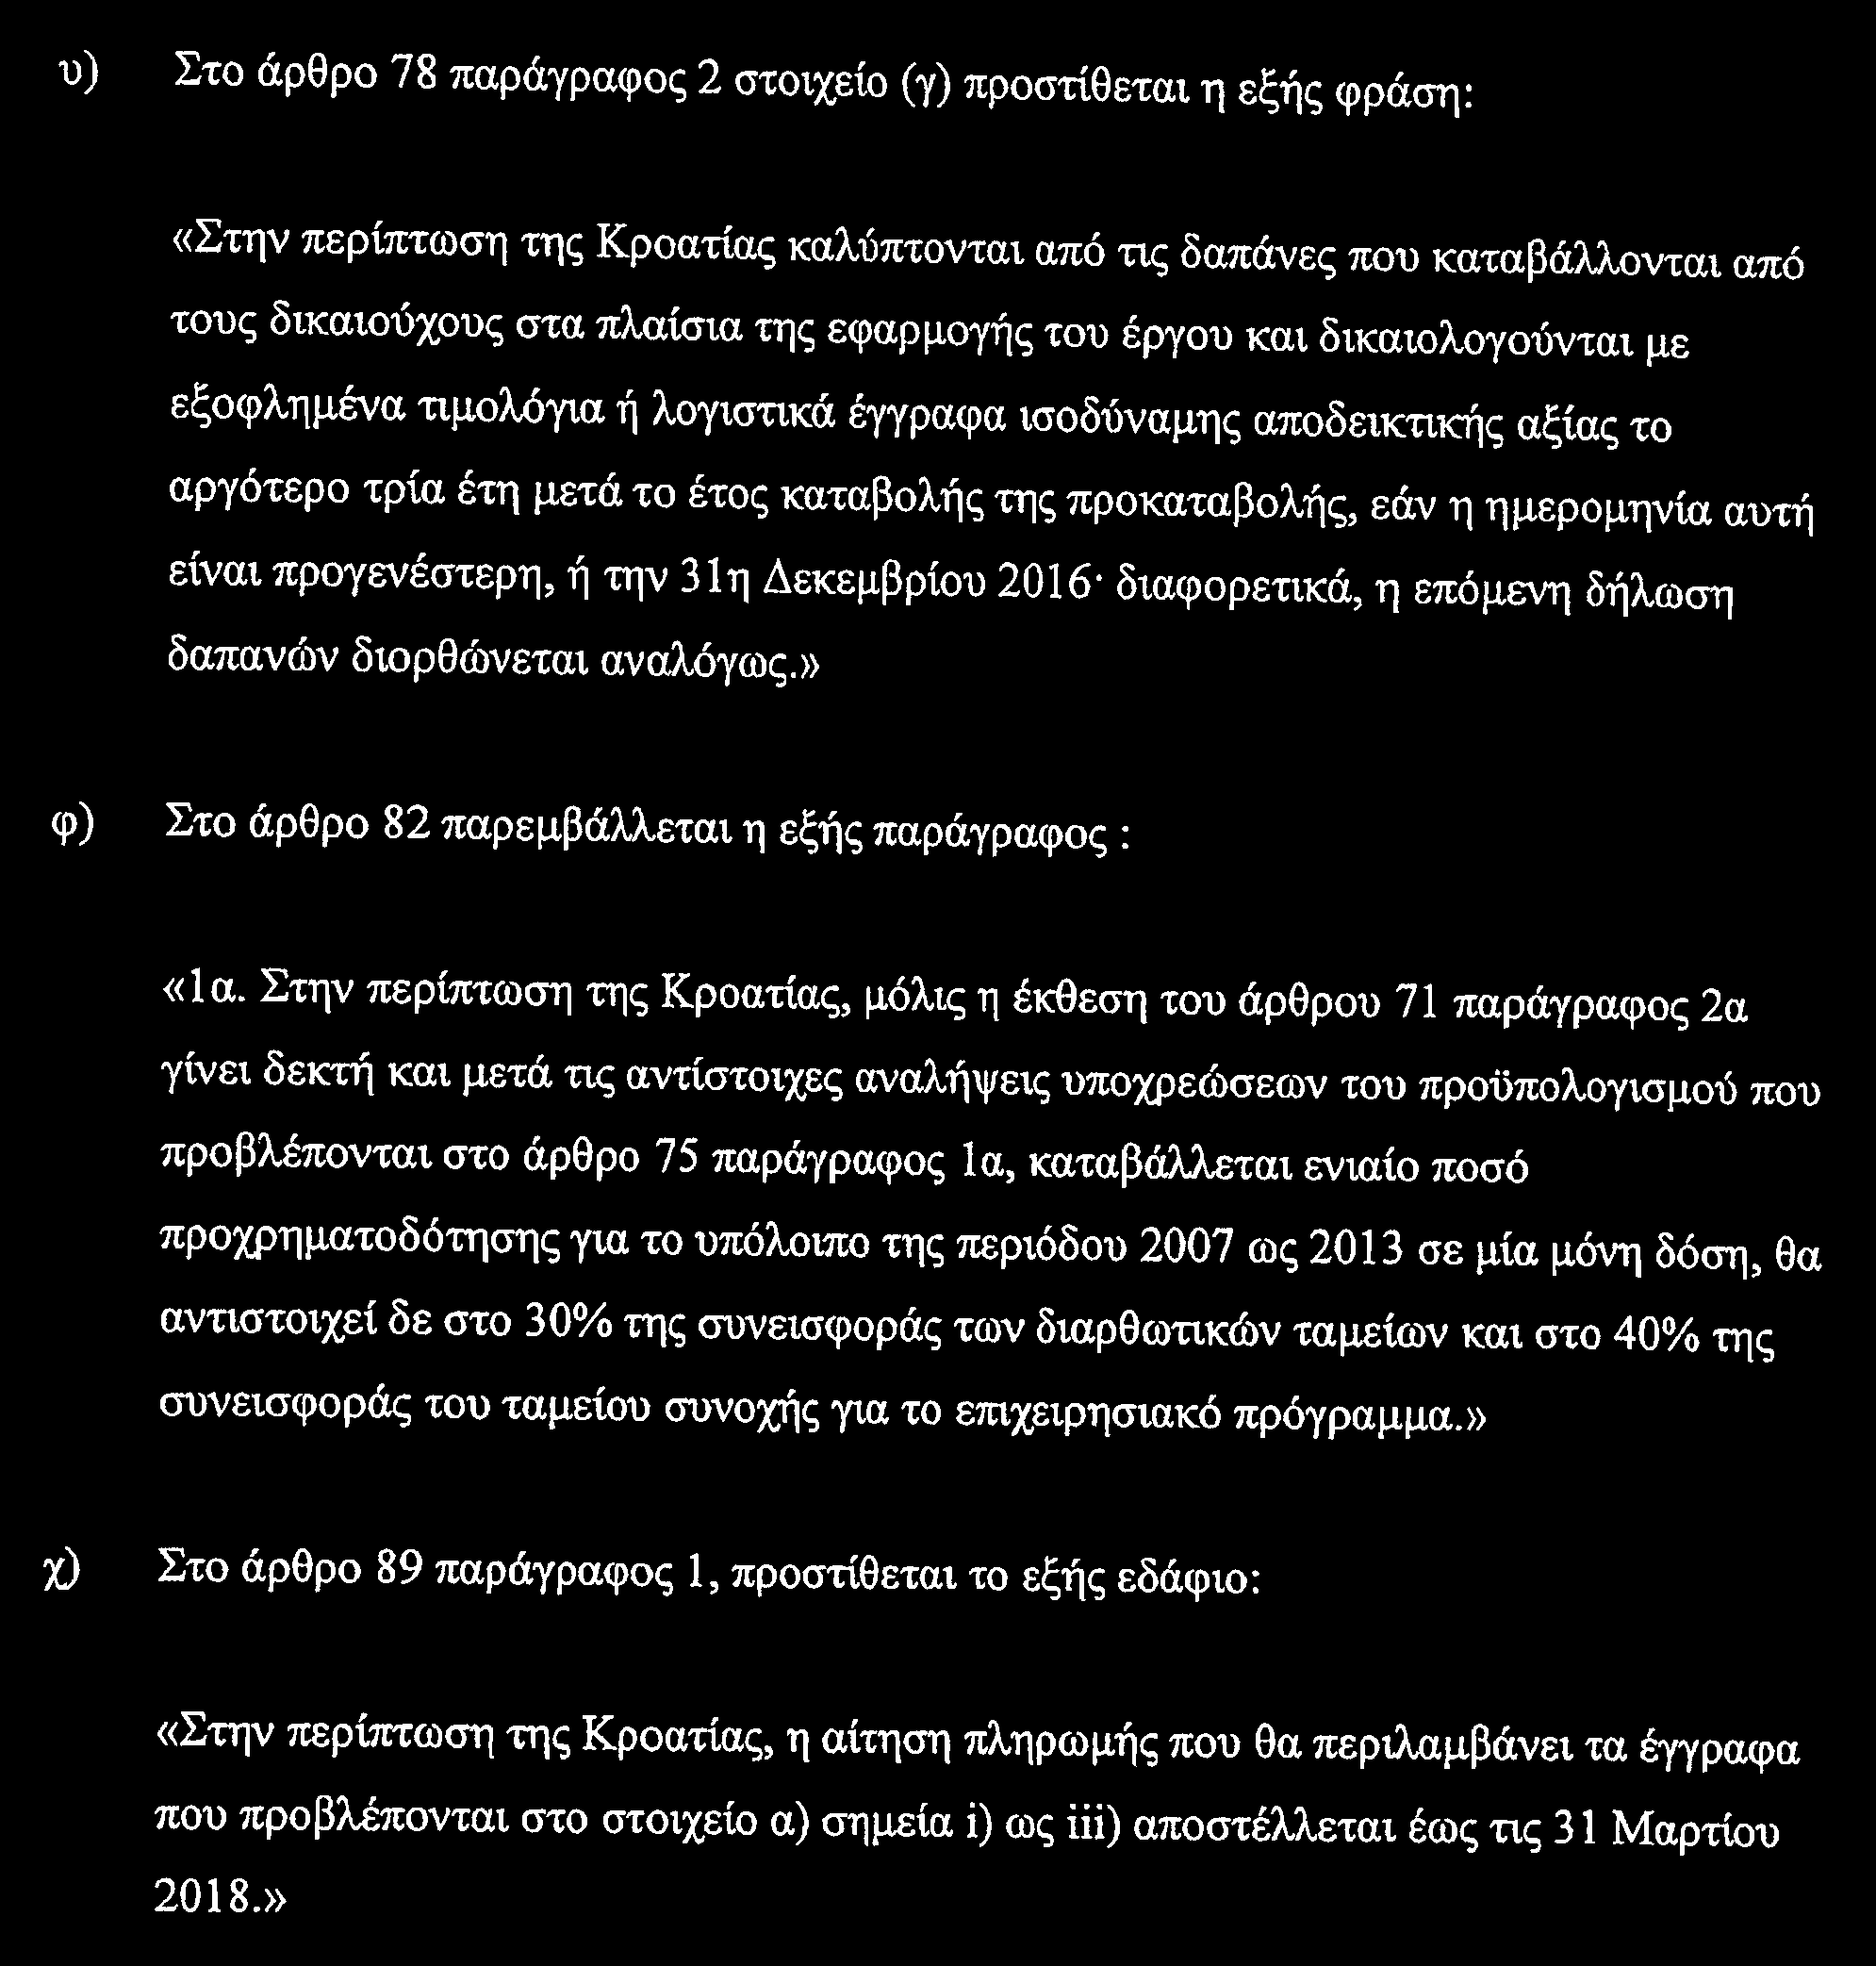 υ) Στο άρθρο 78 παράγραφος 2 στοιχείο (γ) προστίθεται η εξής φράση:
«Στην περίπτωση της Κροατίας καλύπτονται από τις δαπάνες που καταβάλλονται από
τους δικαιούχους στα πλαίσια της εφαρμογής του έργου και δικαιολογούνται με
εξοφλημένα τιμολόγια ή λογιστικά έγγραφα ισοδύναμης αποδεικτικής αξίας το
αργότερο τρία έτη μετά το έτος καταβολής της προκαταβολής, εάν η ημερομηνία αυτή
είναι προγενέστερη, ή την 31η Δεκεμβρίου 2016· διαφορετικά, η επόμενη δήλωση
δαπανών διορθώνεται αναλόγως.»
φ) Στο άρθρο 82 παρεμβάλλεται η εξής παράγραφος :
«1α. Στην περίπτωση της Κροατίας, μόλις η έκθεση του άρθρου 71 παράγραφος 2α
γίνει δεκτή και μετά τις αντίστοιχες αναλήψεις υποχρεώσεων του προϋπολογισμού που
προβλέπονται στο άρθρο 75 παράγραφος 1α, καταβάλλεται ενιαίο ποσό
προχρηματοδότησης για το υπόλοιπο της περιόδου 2007 ως 2013 σε μία μόνη δόση, θα
αντιστοιχεί δε στο 30% της συνεισφοράς των διαρθωτικών ταμείων και στο 40% της
συνεισφοράς του ταμείου συνοχής για το επιχειρησιακό πρόγραμμα.»
χ) Στο άρθρο 89 παράγραφος 1, προστίθεται το εξής εδάφιο:
«Στην περίπτωση της Κροατίας, η αίτηση πληρωμής που θα περιλαμβάνει τα έγγραφα
που προβλέπονται στο στοιχείο α) σημεία i) ως iii) αποστέλλεται έως τις 31 Μαρτίου
2018.»